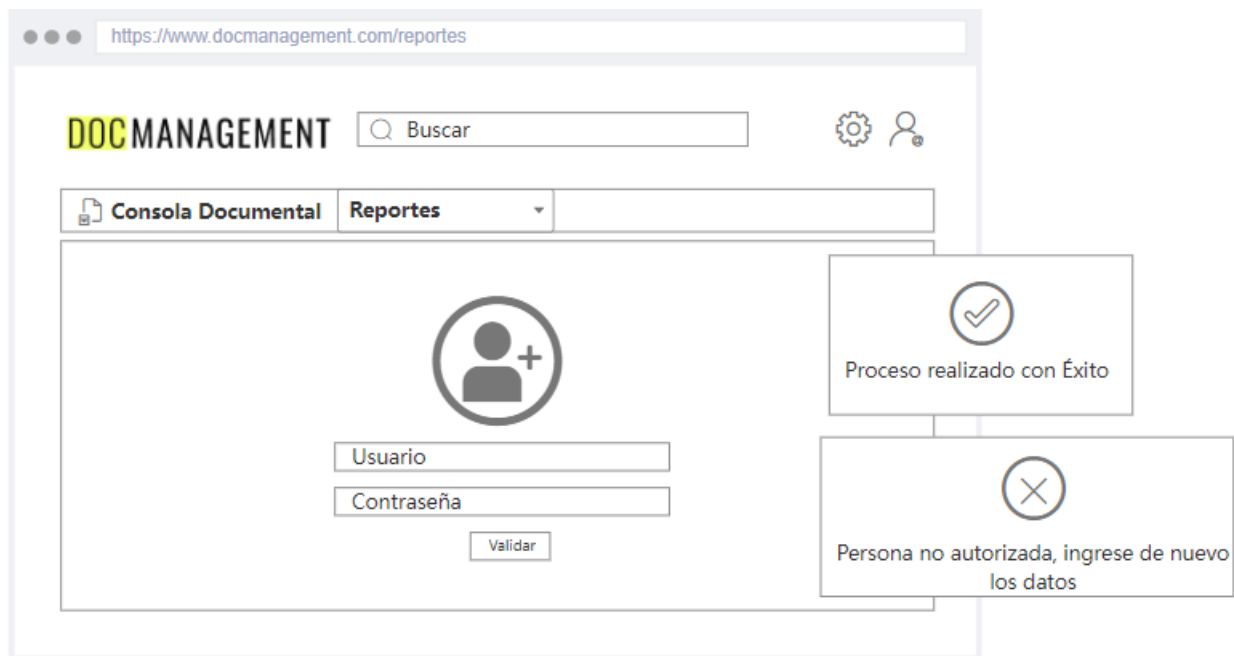 https://www.docmanagement.com/reportes
DOCMANAGEMENT
Buscar
Consola Documental
Reportes
Proceso realizado con Éxito
Usuario
Contraseña
Validar
Persona no autorizada, ingrese de nuevo
los datos